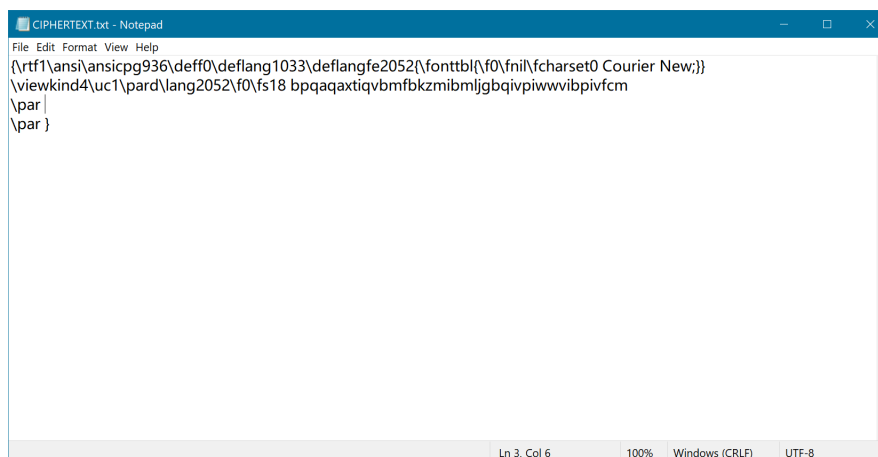 CIPHERTEXT.txt - Notepad
File Edit Format View Help
{\rtf1\ansi\ansicpg936\deff0\deflang1033\deflangfe2052{\fonttbl{\f0\fnil\fcharset0 Courier New;}}
\viewkind4\uc1\pard\lang2052\f0\fs18 bpqaqaxtiqvbmfbkzmibmljgbqivpiwwvibpivfcm
\par
\par }
Ln 3, Col 6 100% Windows (CRLF) UTF-8